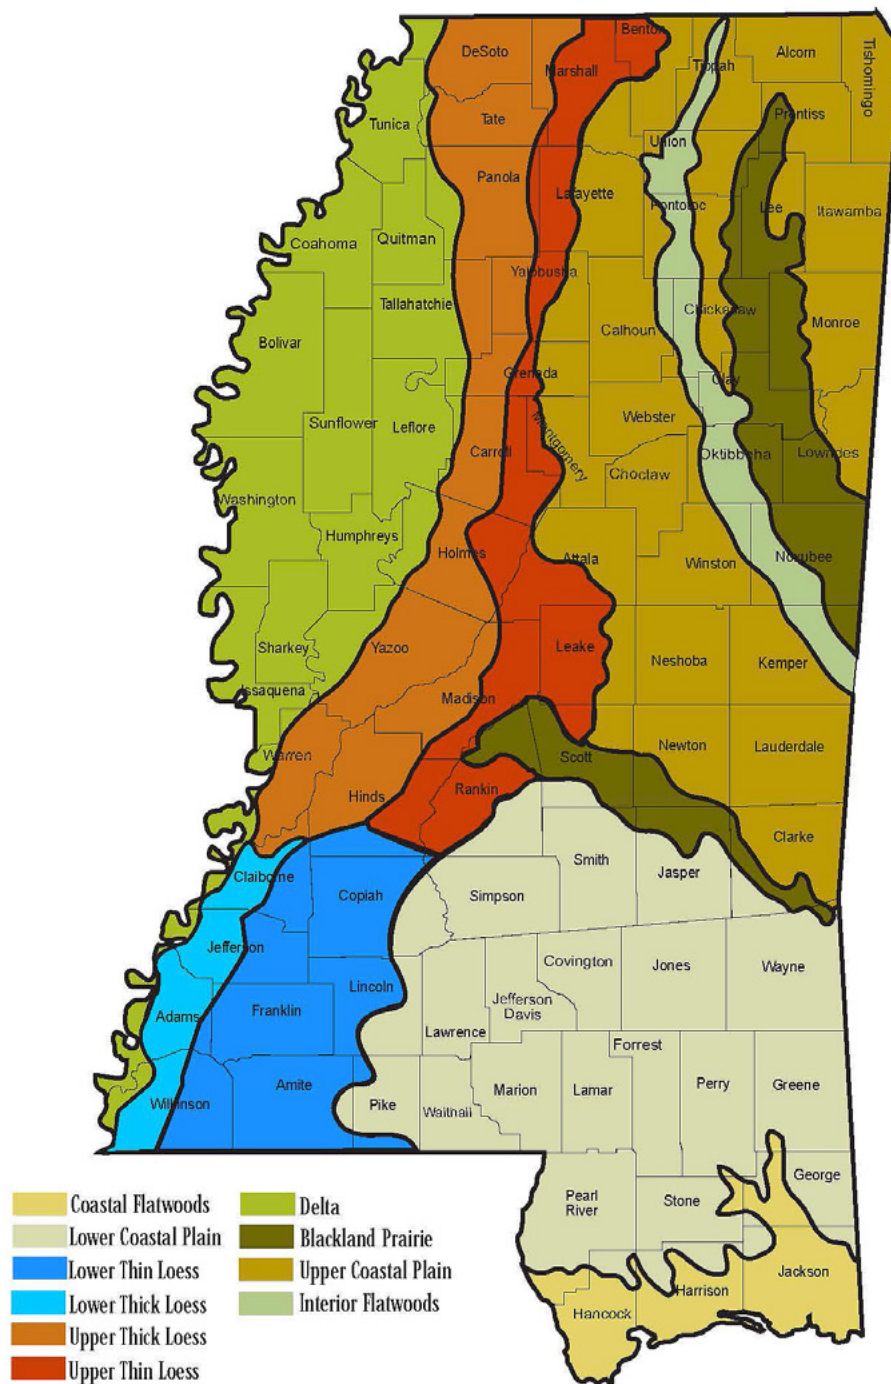 Benton
DeSoto
Alcorn
Marshall
Tippah
Tishomingo
Tate
Prentiss
Tunica
Union
Panola
Lafayette
Pontotoc
Lee
Itawamba
Coahoma
Quitman
Yalobusha
Tallahatchie
Chickasaw
Monroe
Calhoun
Bolivar
Grenada
Clay
Sunflower
Leflore
Webster
Montgomery
Carroll
Oktibbeha
Lowndes
Choctaw
Washington
Humphreys
Holmes
Attala
Winston
Noxubee
Sharkey
Yazoo
Leake
Neshoba
Kemper
Issaquena
Madison
Warren
Scott
Newton
Lauderdale
Hinds
Rankin
Clarke
Claiborne
Smith
Jasper
Copiah
Simpson
Jefferson
Covington
Jones
Wayne
Lincoln
Adams
Franklin
Lawrence
Jefferson
Davis
Forrest
Wilkinson
Amite
Pike
Walthall
Marion
Lamar
Perry
Greene
George
Pearl
River
Stone
Jackson
Harrison
Hancock
Coastal Flatwoods
Lower Coastal Plain
Lower Thin Loess
Lower Thick Loess
Upper Thick Loess
Upper Thin Loess
Delta
Blackland Prairie
Upper Coastal Plain
Interior Flatwoods